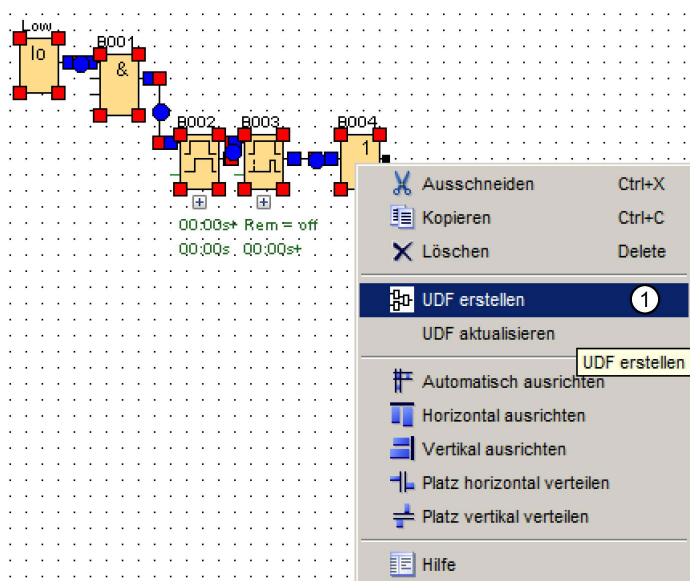 Low
lo
B001
&
B002
B003
B004
1
00:00s+
Rem = off
00:00s
00:00s+
Ausschneiden Ctrl+X
Kopieren Ctrl+C
Löschen Delete
UDF erstellen 1
UDF aktualisieren
UDF erstellen
Automatisch ausrichten
Horizontal ausrichten
Vertikal ausrichten
Platz horizontal verteilen
Platz vertikal verteilen
Hilfe